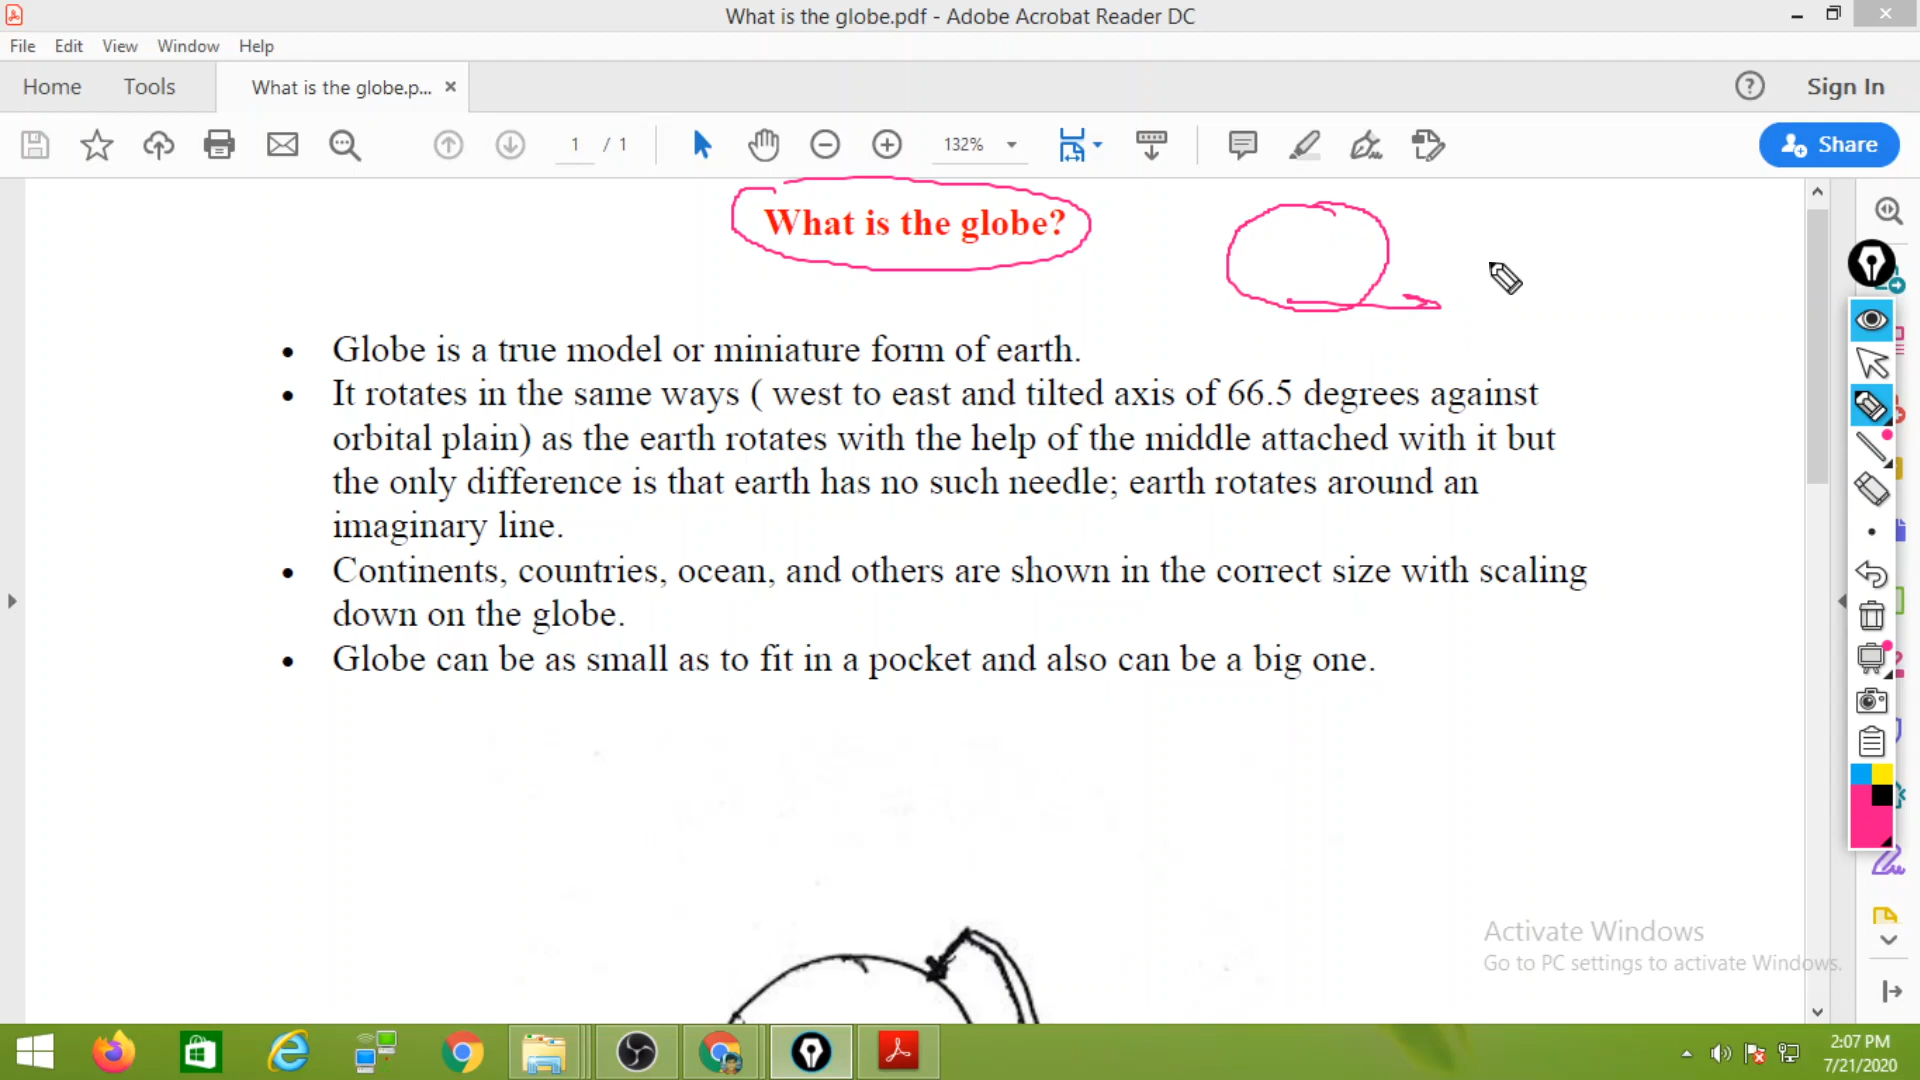 What is the globe.pdf - Adobe Acrobat Reader DC
File Edit View Window Help
Home Tools What is the globe.p... Sign In
1 / 1 132% Share
What is the globe?
• Globe is a true model or miniature form of earth.
• It rotates in the same ways ( west to east and tilted axis of 66.5 degrees against
orbital plain) as the earth rotates with the help of the middle attached with it but
the only difference is that earth has no such needle; earth rotates around an
imaginary line.
• Continents, countries, ocean, and others are shown in the correct size with scaling
down on the globe.
• Globe can be as small as to fit in a pocket and also can be a big one.
Activate Windows
Go to PC settings to activate Windows.
2:07 PM
7/21/2020